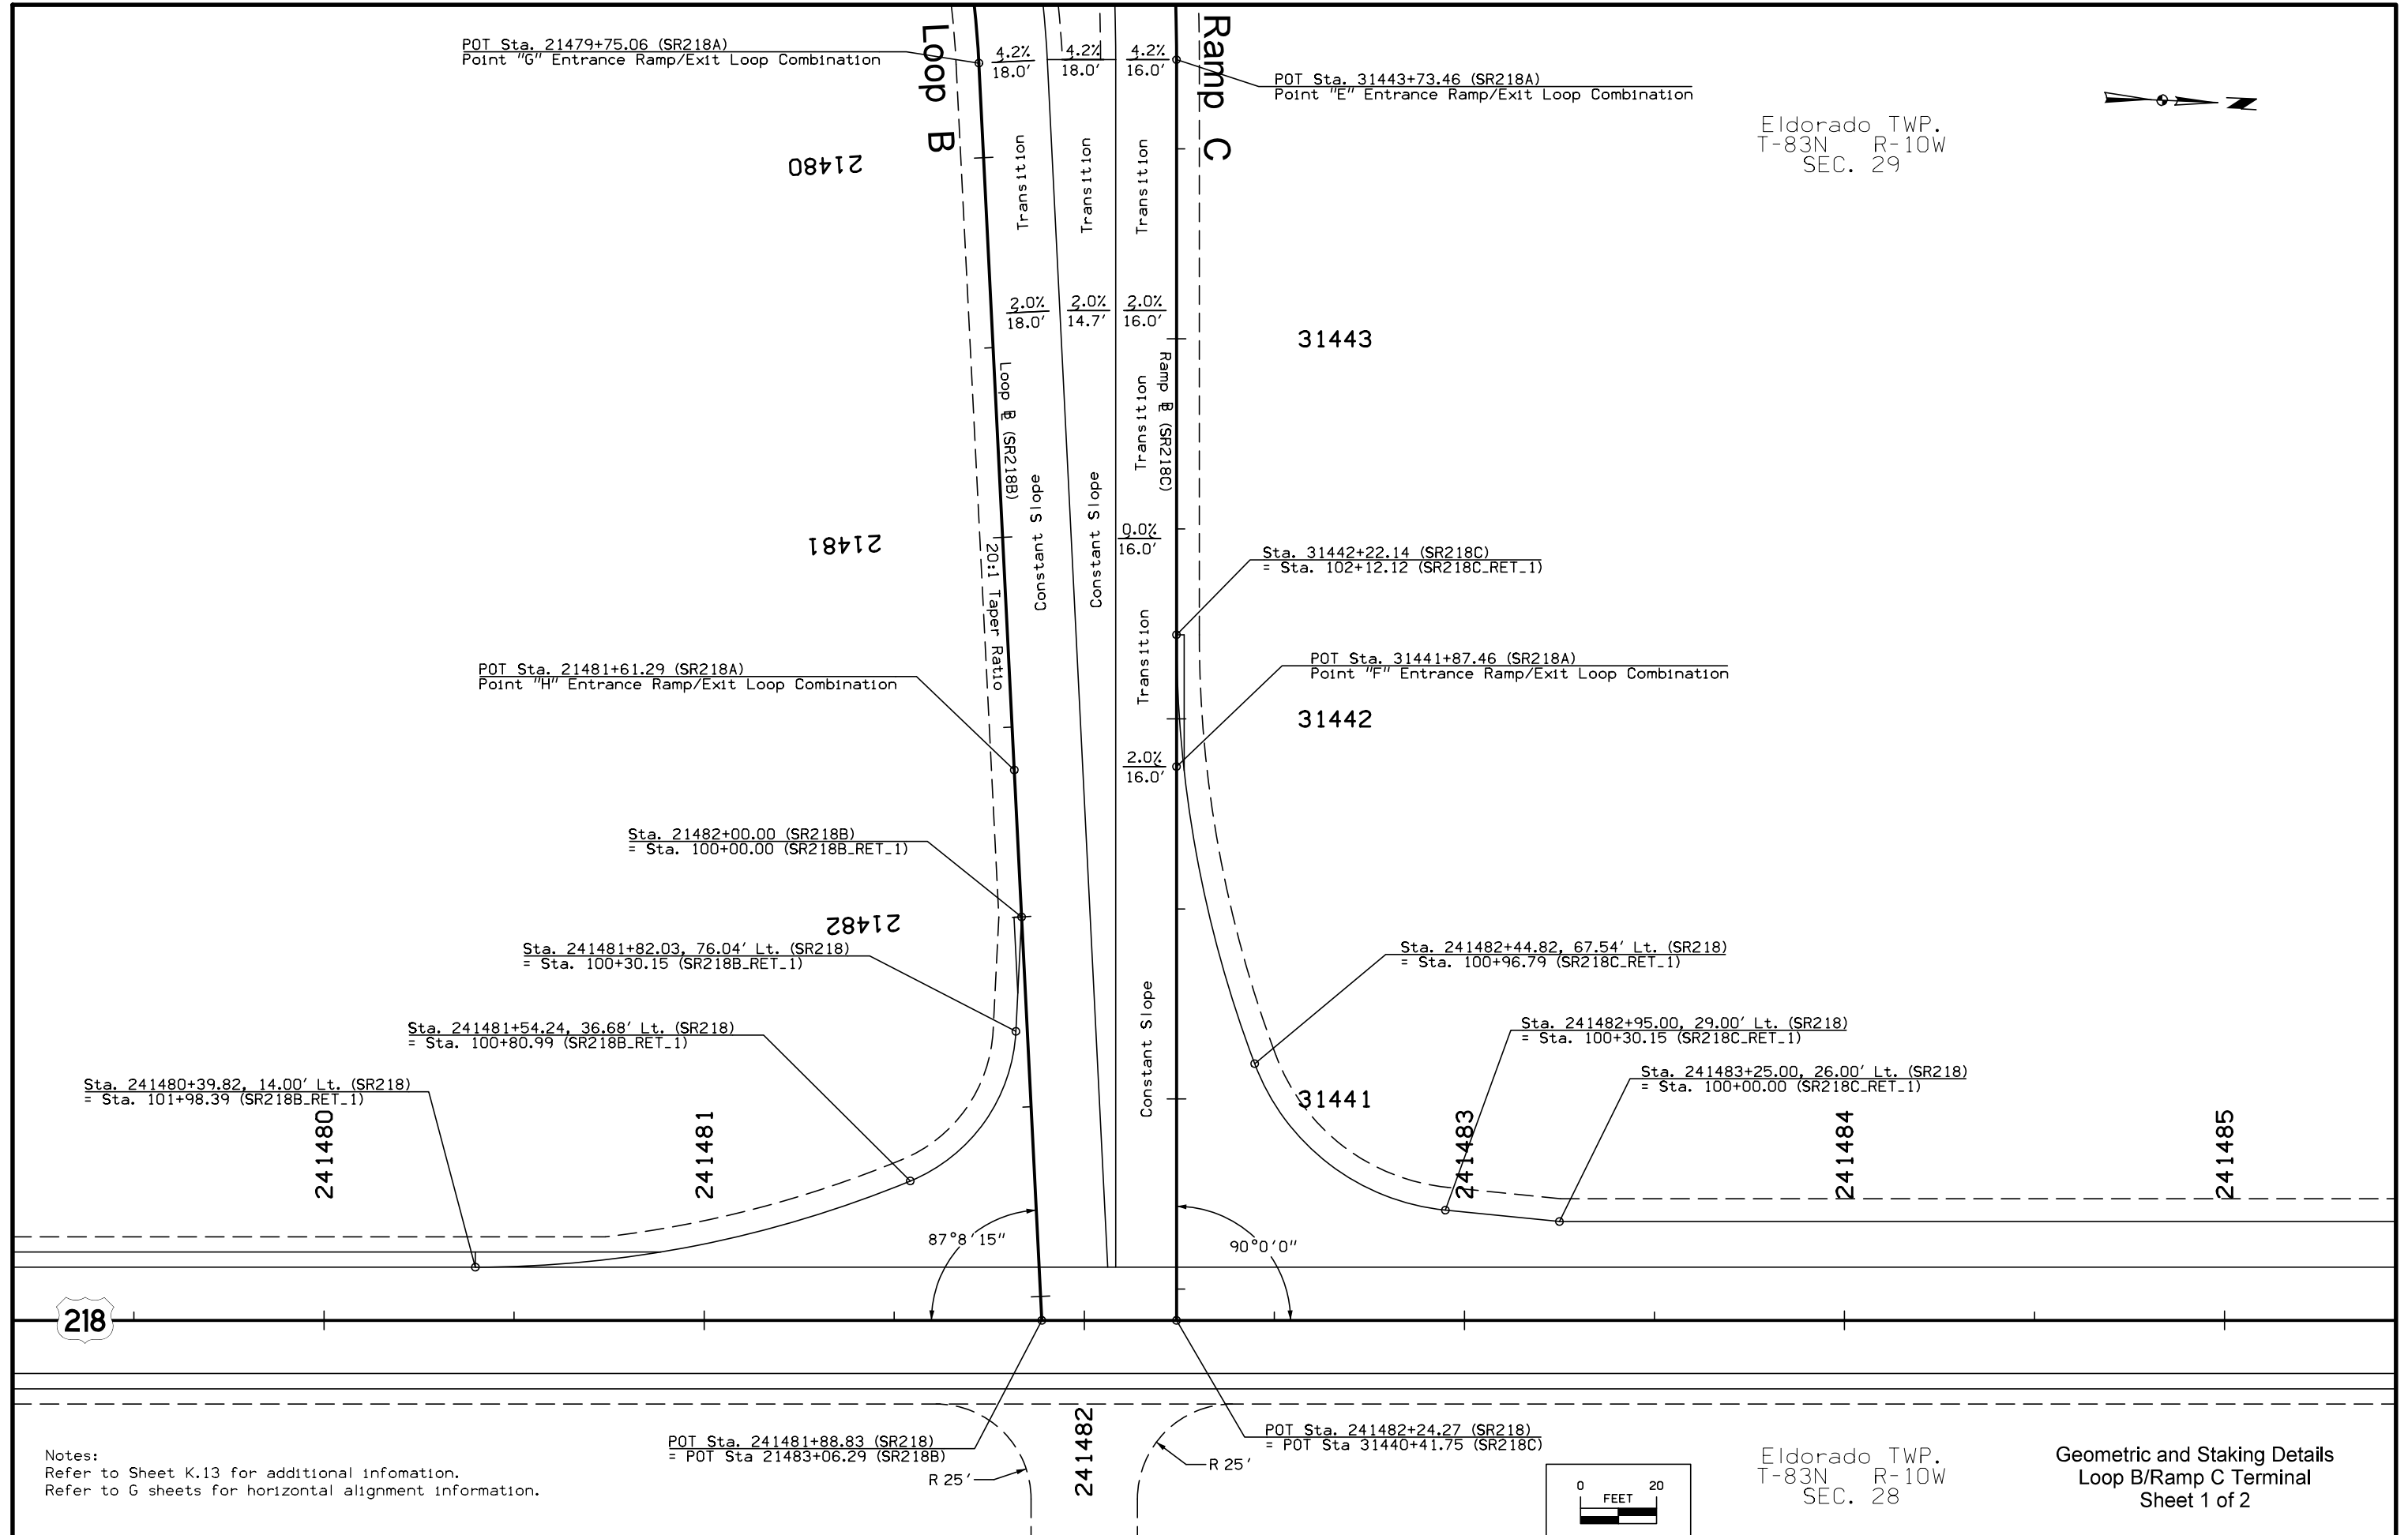 Loop B
Ramp C
POT Sta. 21479+75.06 (SR218A)
Point "G" Entrance Ramp/Exit Loop Combination
4.2%
18.0'
4.2%
18.0'
4.2%
16.0'
POT Sta. 31443+73.46 (SR218A)
Point "E" Entrance Ramp/Exit Loop Combination
N
Eldorado TWP.
T-83N R-10W
SEC. 29
21480
Transition
Transition
Transition
2.0%
18.0'
2.0%
14.7'
2.0%
16.0'
31443
Loop B (SR218B)
Transition
Ramp B (SR218C)
Constant Slope
Constant Slope
0.0%
16.0'
21481
20:1 Taper Ratio
Sta. 31442+22.14 (SR218C)
= Sta. 102+12.12 (SR218C_RET_1)
Transition
POT Sta. 21481+61.29 (SR218A)
Point "H" Entrance Ramp/Exit Loop Combination
POT Sta. 31441+87.46 (SR218A)
Point "F" Entrance Ramp/Exit Loop Combination
31442
2.0%
16.0'
Sta. 21482+00.00 (SR218B)
= Sta. 100+00.00 (SR218B_RET_1)
21482
Sta. 241481+82.03, 76.04' Lt. (SR218)
= Sta. 100+30.15 (SR218B_RET_1)
Sta. 241482+44.82, 67.54' Lt. (SR218)
= Sta. 100+96.79 (SR218C_RET_1)
Constant Slope
Sta. 241481+54.24, 36.68' Lt. (SR218)
= Sta. 100+80.99 (SR218B_RET_1)
Sta. 241482+95.00, 29.00' Lt. (SR218)
= Sta. 100+30.15 (SR218C_RET_1)
Sta. 241480+39.82, 14.00' Lt. (SR218)
= Sta. 101+98.39 (SR218B_RET_1)
Sta. 241483+25.00, 26.00' Lt. (SR218)
= Sta. 100+00.00 (SR218C_RET_1)
31441
241480
241481
241483
241484
241485
87°8'15"
90°0'0"
218
241482
POT Sta. 241481+88.83 (SR218)
= POT Sta 21483+06.29 (SR218B)
R 25'
POT Sta. 241482+24.27 (SR218)
= POT Sta 31440+41.75 (SR218C)
R 25'
Notes:
Refer to Sheet K.13 for additional infomation.
Refer to G sheets for horizontal alignment information.
0 20
FEET
Eldorado TWP.
T-83N R-10W
SEC. 28
Geometric and Staking Details
Loop B/Ramp C Terminal
Sheet 1 of 2